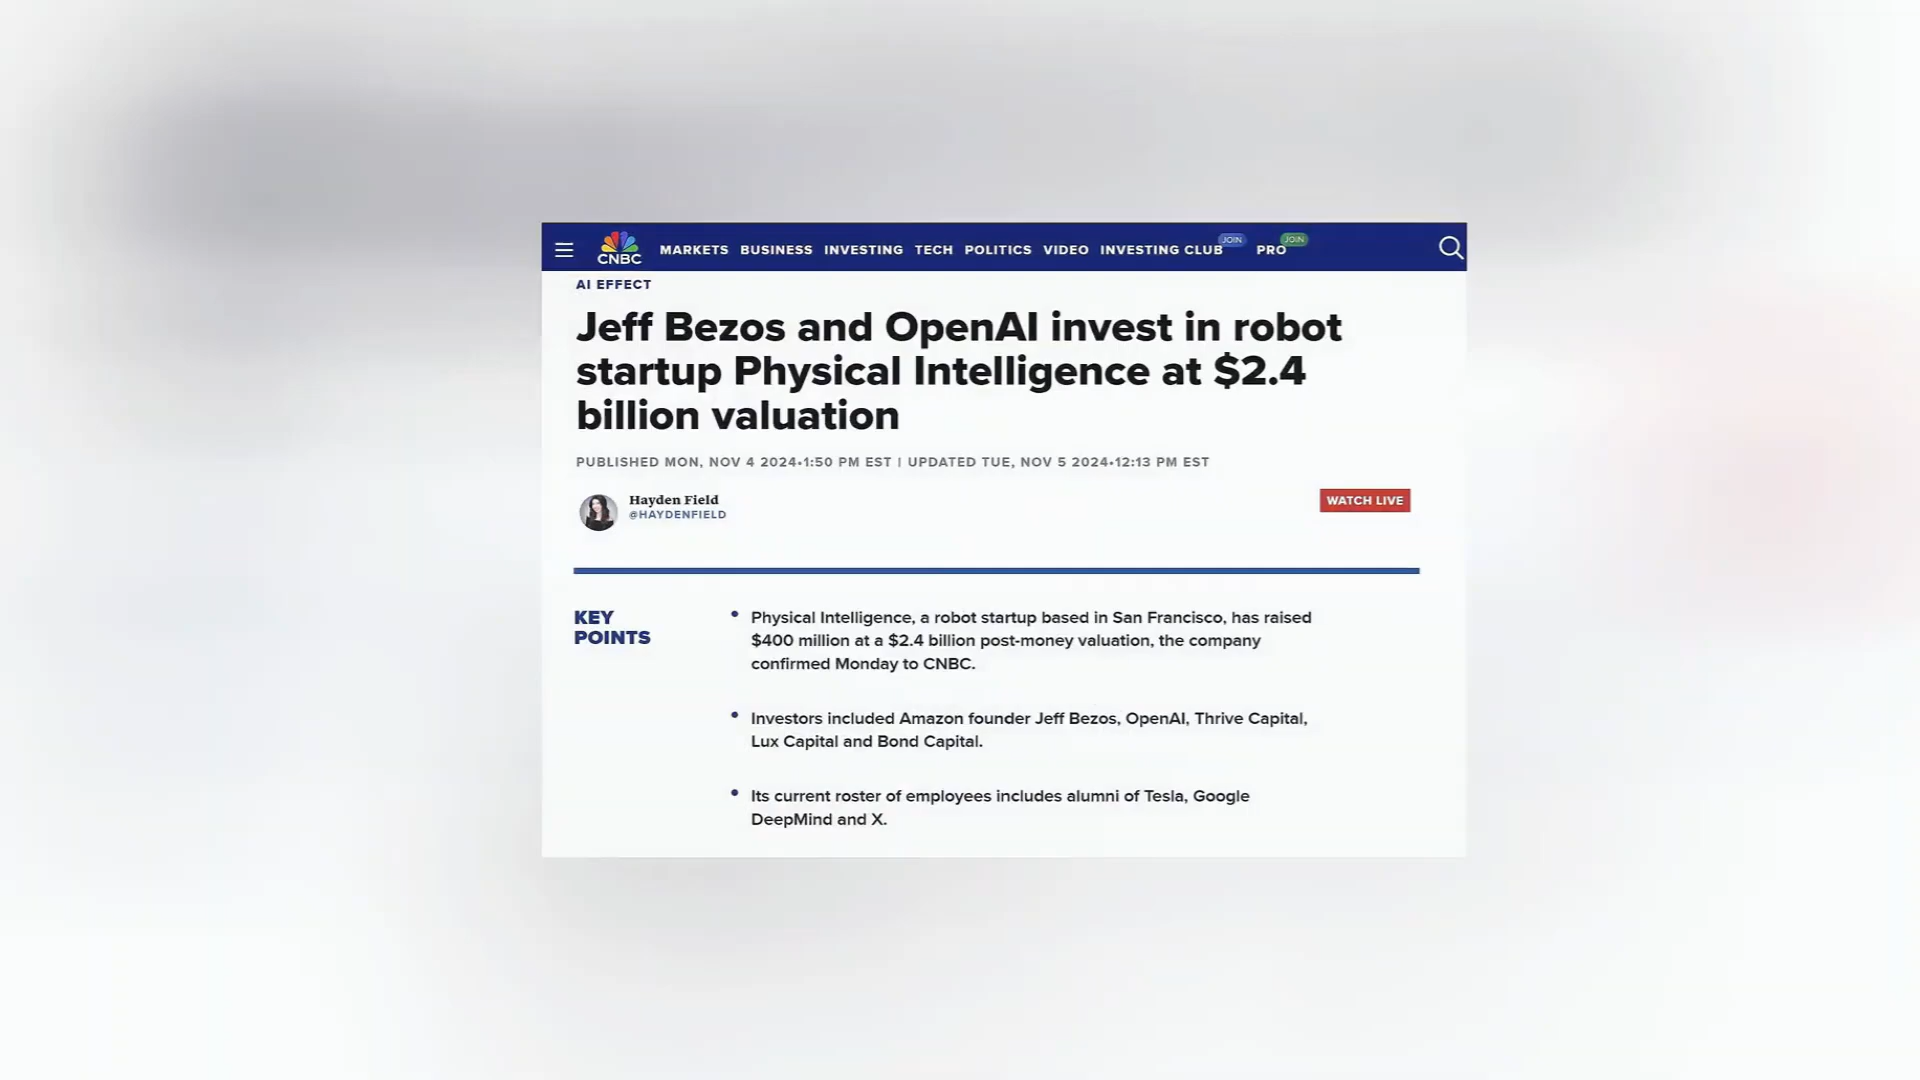 CNBC
MARKETS BUSINESS INVESTING TECH POLITICS VIDEO INVESTING CLUB JOIN PRO JOIN
AI EFFECT
Jeff Bezos and OpenAI invest in robot
startup Physical Intelligence at $2.4
billion valuation
PUBLISHED MON, NOV 4 2024•1:50 PM EST | UPDATED TUE, NOV 5 2024•12:13 PM EST
Hayden Field
@HAYDENFIELD
WATCH LIVE
KEY
POINTS
Physical Intelligence, a robot startup based in San Francisco, has raised
$400 million at a $2.4 billion post-money valuation, the company
confirmed Monday to CNBC.
Investors included Amazon founder Jeff Bezos, OpenAI, Thrive Capital,
Lux Capital and Bond Capital.
Its current roster of employees includes alumni of Tesla, Google
DeepMind and X.